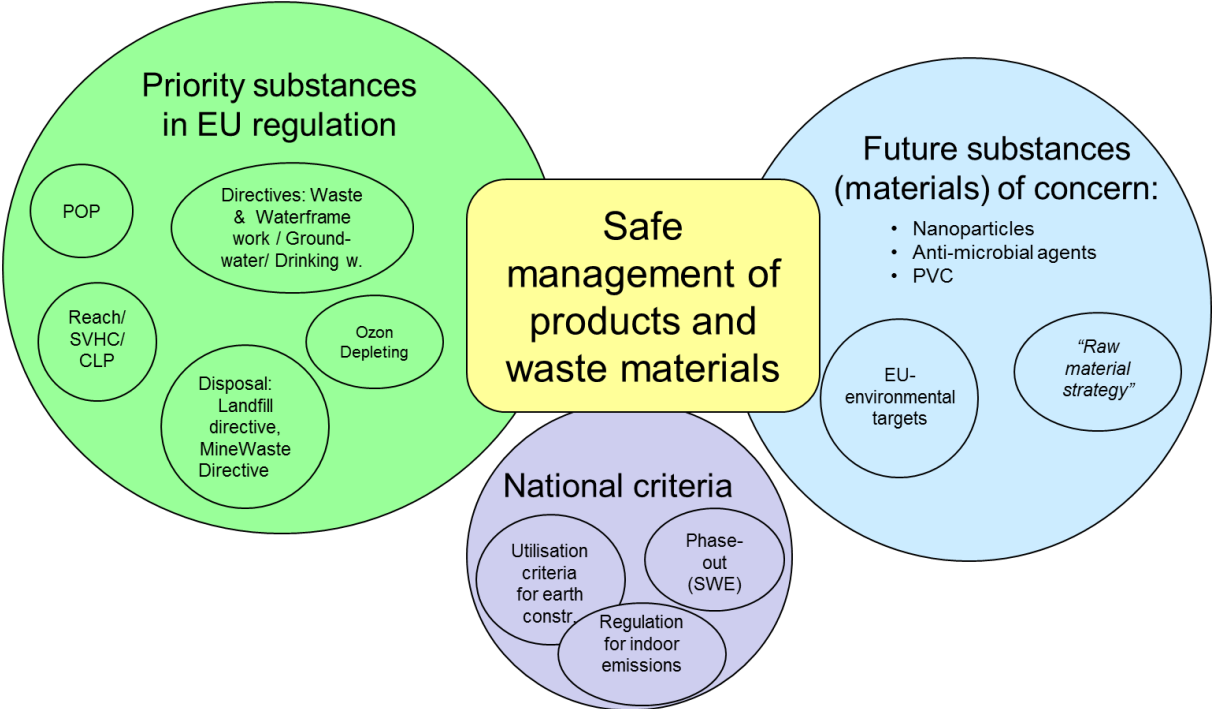 Priority substances
in EU regulation
POP
Directives: Waste
& Waterframe
work / Ground-
water/ Drinking w.
Reach/
SVHC/
CLP
Ozon
Depleting
Disposal:
Landfill
directive,
MineWaste
Directive
Safe
management of
products and
waste materials
Future substances
(materials) of concern:
• Nanoparticles
• Anti-microbial agents
• PVC
EU-
environmental
targets
“Raw
material
strategy”
National criteria
Utilisation
criteria
for earth
constr.
Phase-
out
(SWE)
Regulation
for indoor
emissions